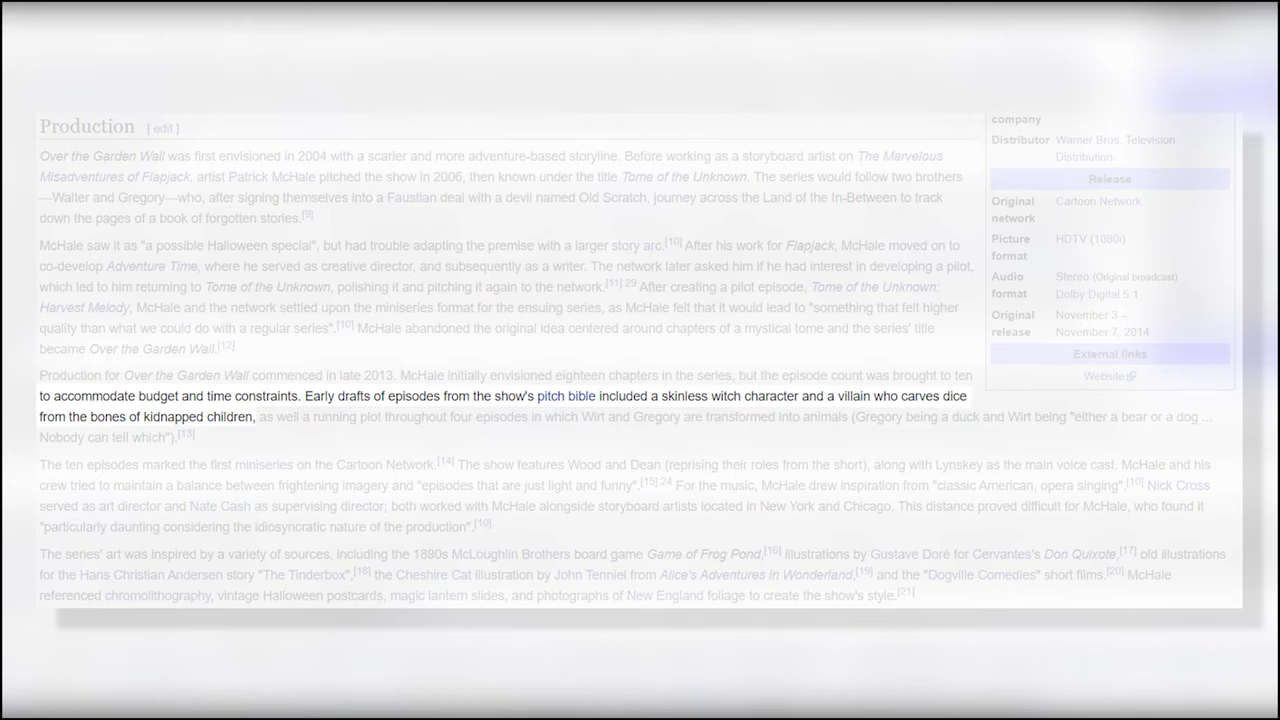 Production [ edit ]
Over the Garden Wall was first envisioned in 2004 with a scarier and more adventure-based storyline. Before working as a storyboard artist on The Marvelous
Misadventures of Flapjack, artist Patrick McHale pitched the show in 2006, then known under the title Tome of the Unknown. The series would follow two brothers
—Walter and Gregory—who, after signing themselves into a Faustian deal with a devil named Old Scratch, journey across the Land of the In-Between to track
down the pages of a book of forgotten stories.[9]
McHale saw it as "a possible Halloween special", but had trouble adapting the premise with a larger story arc.[10] After his work for Flapjack, McHale moved on to
co-develop Adventure Time, where he served as creative director, and subsequently as a writer. The network later asked him if he had interest in developing a pilot,
which led to him returning to Tome of the Unknown, polishing it and pitching it again to the network.[11] 29 After creating a pilot episode, Tome of the Unknown:
Harvest Melody, McHale and the network settled upon the miniseries format for the ensuing series, as McHale felt that it would lead to "something that felt higher
quality than what we could do with a regular series".[10] McHale abandoned the original idea centered around chapters of a mystical tome and the series' title
became Over the Garden Wall.[12]
Production for Over the Garden Wall commenced in late 2013. McHale initially envisioned eighteen chapters in the series, but the episode count was brought to ten
to accommodate budget and time constraints. Early drafts of episodes from the show's pitch bible included a skinless witch character and a villain who carves dice
from the bones of kidnapped children, as well a running plot throughout four episodes in which Wirt and Gregory are transformed into animals (Gregory being a duck and Wirt being "either a bear or a dog ...
Nobody can tell which").[13]
The ten episodes marked the first miniseries on the Cartoon Network.[14] The show features Wood and Dean (reprising their roles from the short), along with Lynskey as the main voice cast. McHale and his
crew tried to maintain a balance between frightening imagery and "episodes that are just light and funny".[15] 24 For the music, McHale drew inspiration from "classic American, opera singing".[10] Nick Cross
served as art director and Nate Cash as supervising director; both worked with McHale alongside storyboard artists located in New York and Chicago. This distance proved difficult for McHale, who found it
"particularly daunting considering the idiosyncratic nature of the production".[10]
The series' art was inspired by a variety of sources, including the 1890s McLoughlin Brothers board game Game of Frog Pond,[16] illustrations by Gustave Doré for Cervantes's Don Quixote,[17] old illustrations
for the Hans Christian Andersen story "The Tinderbox",[18] the Cheshire Cat illustration by John Tenniel from Alice's Adventures in Wonderland,[19] and the "Dogville Comedies" short films.[20] McHale
referenced chromolithography, vintage Halloween postcards, magic lantern slides, and photographs of New England foliage to create the show's style.[21]
company
Distributor Warner Bros. Television
Distribution
Release
Original Cartoon Network
network
Picture HDTV (1080i)
format
Audio Stereo (Original broadcast)
format Dolby Digital 5.1
Original November 3 –
release November 7, 2014
External links
Website